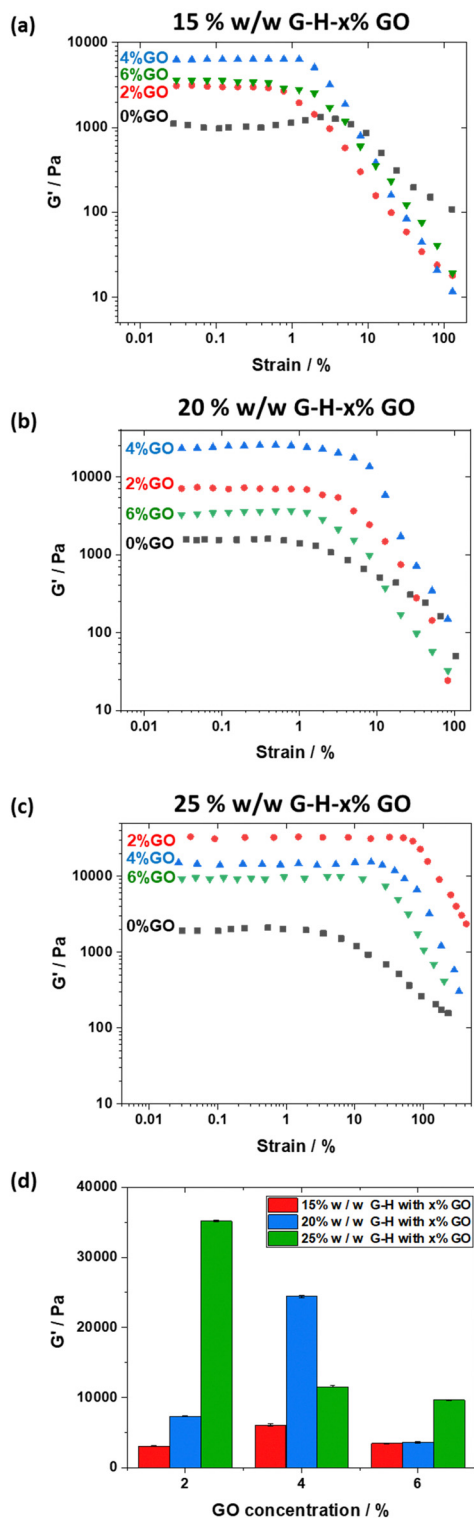 (a)
15 % w/w G-H-x% GO
10000
4%GO
6%GO
2%GO
1000
0%GO
100
10
G' / Pa
0.01 0.1 1 10 100
Strain / %
(b)
20 % w/w G-H-x% GO
4%GO
10000
2%GO
6%GO
1000
0%GO
100
10
G' / Pa
0.01 0.1 1 10 100
Strain / %
(c)
25 % w/w G-H-x% GO
2%GO
4%GO
10000
6%GO
0%GO
1000
100
10
G' / Pa
0.01 0.1 1 10 100
Strain / %
(d)
40000
15% w / w G-H with x% GO
20% w / w G-H with x% GO
25% w / w G-H with x% GO
30000
20000
10000
0
G' / Pa
2 4 6
GO concentration / %